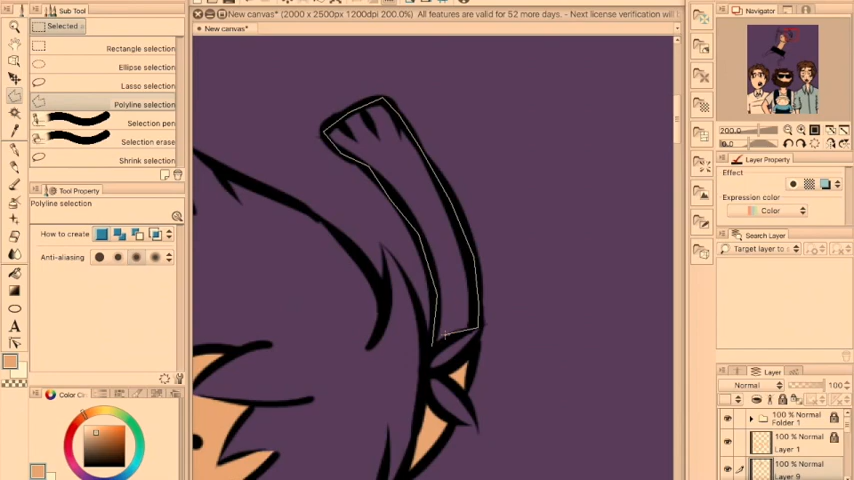 Sub Tool
New canvas* (2000 x 2500px 1200dpi 200.0%) All features are valid for 52 more days. - Next license verification will
Navigator
Selected a
New canvas*
Rectangle selection
Ellipse selection
Lasso selection
Polyline selection
Selection pen
Selection erase
Shrink selection
200.0
0.0
Layer Property
Effect
Expression color
Color
Tool Property
Polyline selection
How to create
Anti-aliasing
Search Layer
Target layer to
Color Ci
Layer
Normal
100
100 % Normal
Folder 1
100 % Normal
Layer 1
100 % Normal
Layer 9